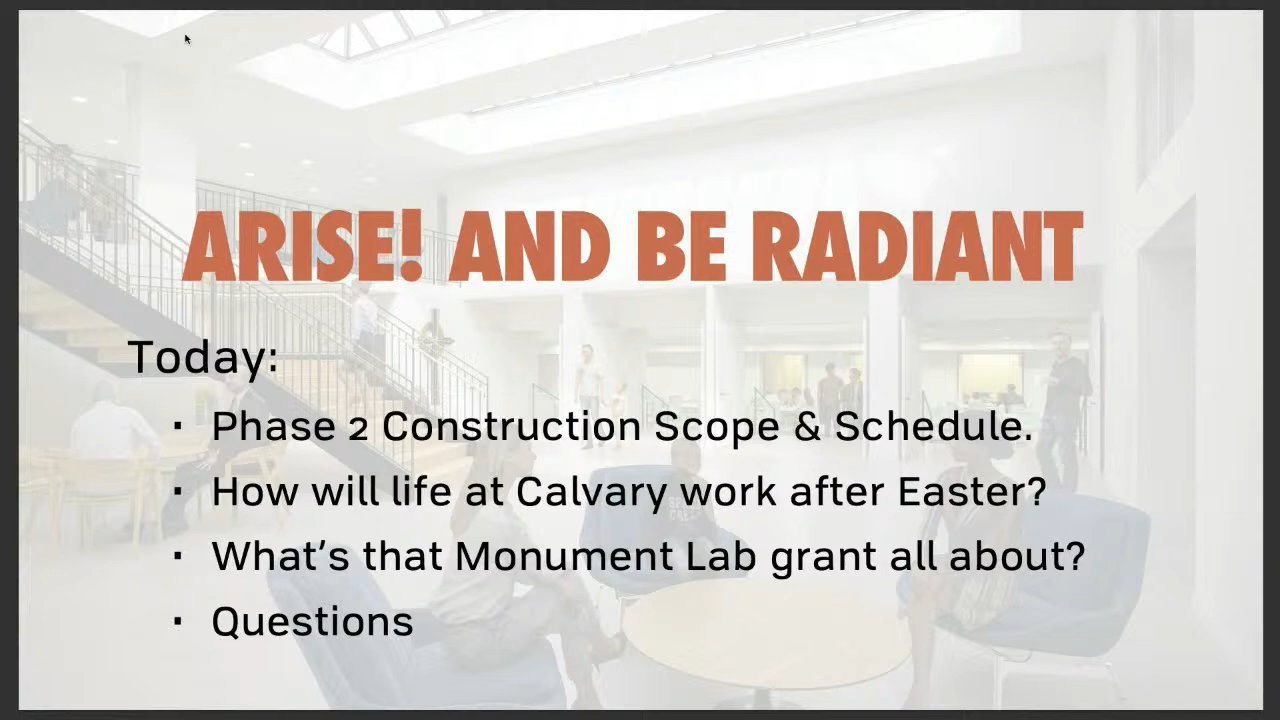 ARISE! AND BE RADIANT
Today:
· Phase 2 Construction Scope & Schedule.
· How will life at Calvary work after Easter?
· What’s that Monument Lab grant all about?
· Questions